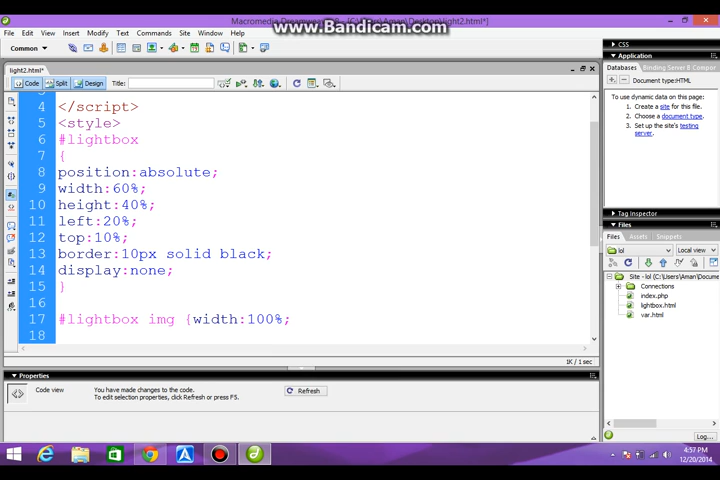 Macromedia Dreamweaver
Desktop\light2.html*]
www.Bandicam.com
File Edit View Insert Modify Text Commands Site Window Help
Common
light2.html*
Code Split Design Title:
4 </script>
5 <style>
6 #lightbox
7 {
8 position:absolute;
9 width:60%;
10 height:40%;
11 left:20%;
12 top:10%;
13 border:10px solid black;
14 display:none;
15 }
16
17 #lightbox img {width:100%;
18
1K / 1 sec
Properties
Code view
You have made changes to the code.
To edit selection properties, click Refresh or press F5.
Refresh
CSS
Application
Databases Binding Server B Compor
Document type:HTML
To use dynamic data on this page:
1. Create a site for this file.
2. Choose a document type.
3. Set up the site's testing
server.
Tag Inspector
Files
Files Assets Snippets
lol Local view
Site - lol (C:\Users\Aman\Docume
Connections
index.php
lightbox.html
var.html
Log...
4:57 PM
12/20/2014